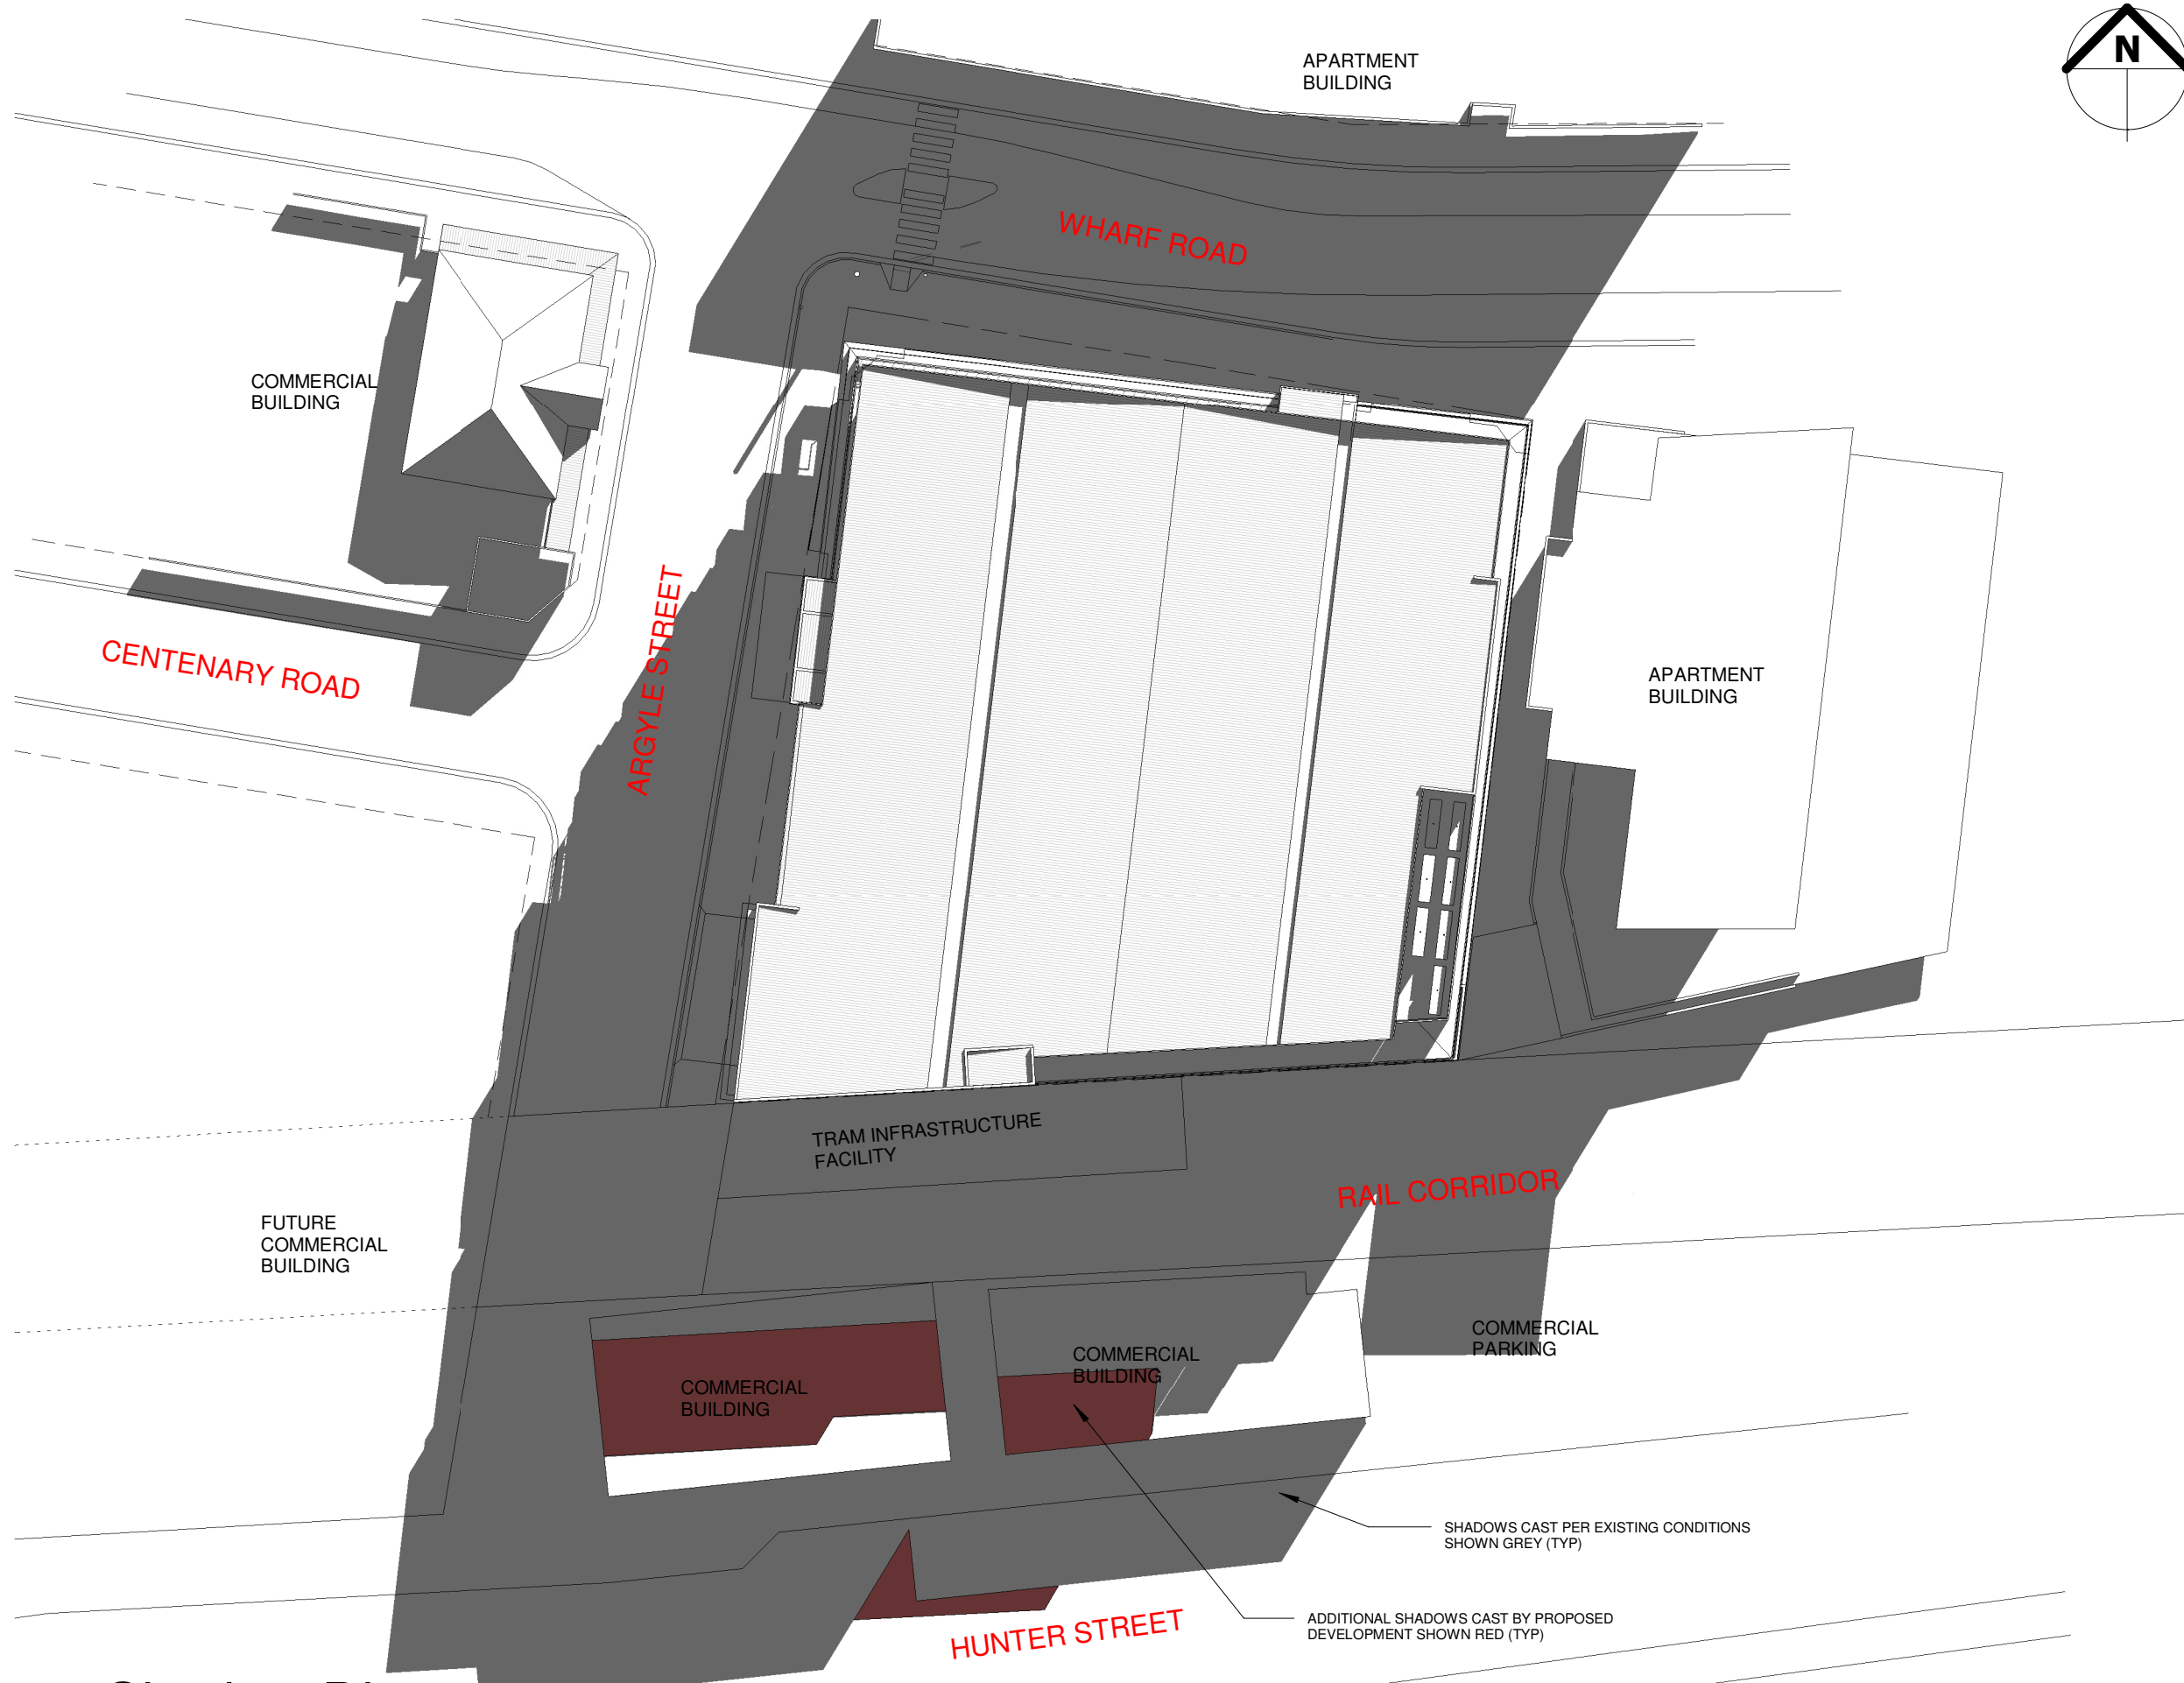 APARTMENT
BUILDING
N
WHARF ROAD
COMMERCIAL
BUILDING
ARGYLE STREET
CENTENARY ROAD
APARTMENT
BUILDING
TRAM INFRASTRUCTURE
FACILITY
RAIL CORRIDOR
FUTURE
COMMERCIAL
BUILDING
COMMERCIAL
PARKING
COMMERCIAL
BUILDING
COMMERCIAL
BUILDING
SHADOWS CAST PER EXISTING CONDITIONS
SHOWN GREY (TYP)
ADDITIONAL SHADOWS CAST BY PROPOSED
DEVELOPMENT SHOWN RED (TYP)
HUNTER STREET